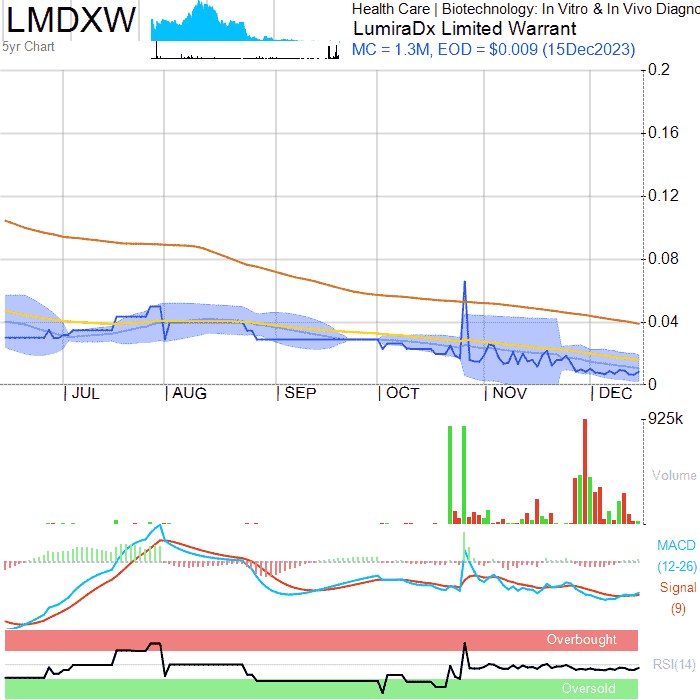 LMDXW
5yr Chart
Health Care | Biotechnology: In Vitro & In Vivo Diagno
LumiraDx Limited Warrant
MC = 1.3M, EOD = $0.009 (15Dec2023)
0.2
0.16
0.12
0.08
0.04
0
JUL AUG SEP OCT NOV DEC
925k
Volume
MACD
(12-26)
Signal
(9)
Overbought
RSI(14)
Oversold